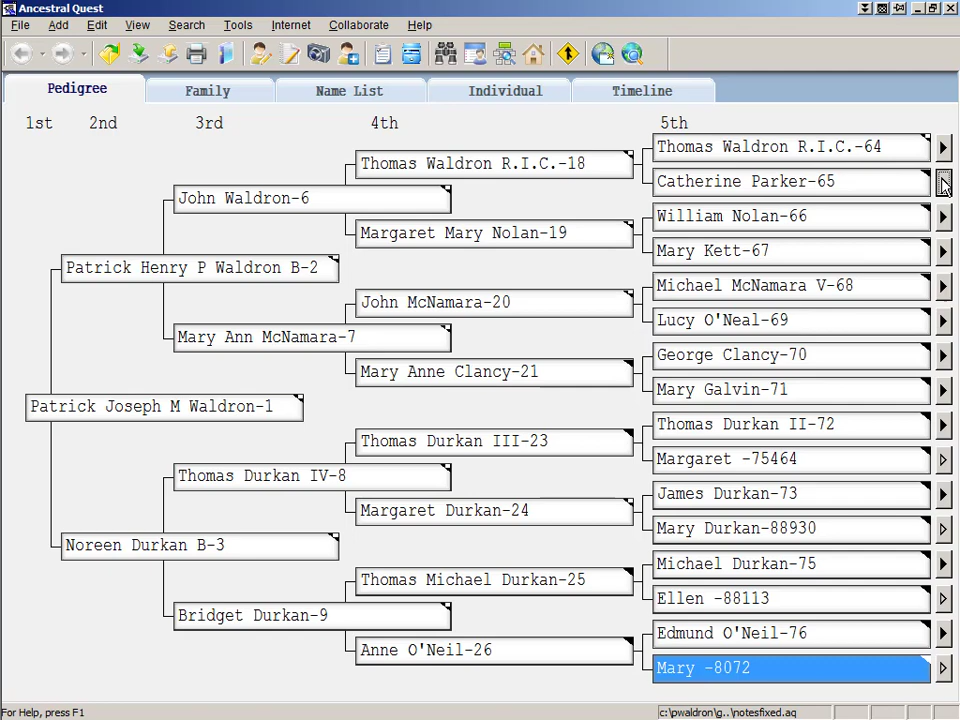 Ancestral Quest
File Add Edit View Search Tools Internet Collaborate Help
Pedigree Family Name List Individual Timeline
1st 2nd 3rd 4th 5th
Thomas Waldron R.I.C.-64
Thomas Waldron R.I.C.-18
Catherine Parker-65
John Waldron-6
William Nolan-66
Margaret Mary Nolan-19
Mary Kett-67
Patrick Henry P Waldron B-2
Michael McNamara V-68
John McNamara-20
Lucy O'Neal-69
Mary Ann McNamara-7
George Clancy-70
Mary Anne Clancy-21
Mary Galvin-71
Patrick Joseph M Waldron-1
Thomas Durkan II-72
Thomas Durkan III-23
Margaret -75464
Thomas Durkan IV-8
James Durkan-73
Margaret Durkan-24
Mary Durkan-88930
Noreen Durkan B-3
Michael Durkan-75
Thomas Michael Durkan-25
Ellen -88113
Bridget Durkan-9
Edmund O'Neil-76
Anne O'Neil-26
Mary -8072
For Help, press F1
c:\pwaldron\g..\notesfixed.aq